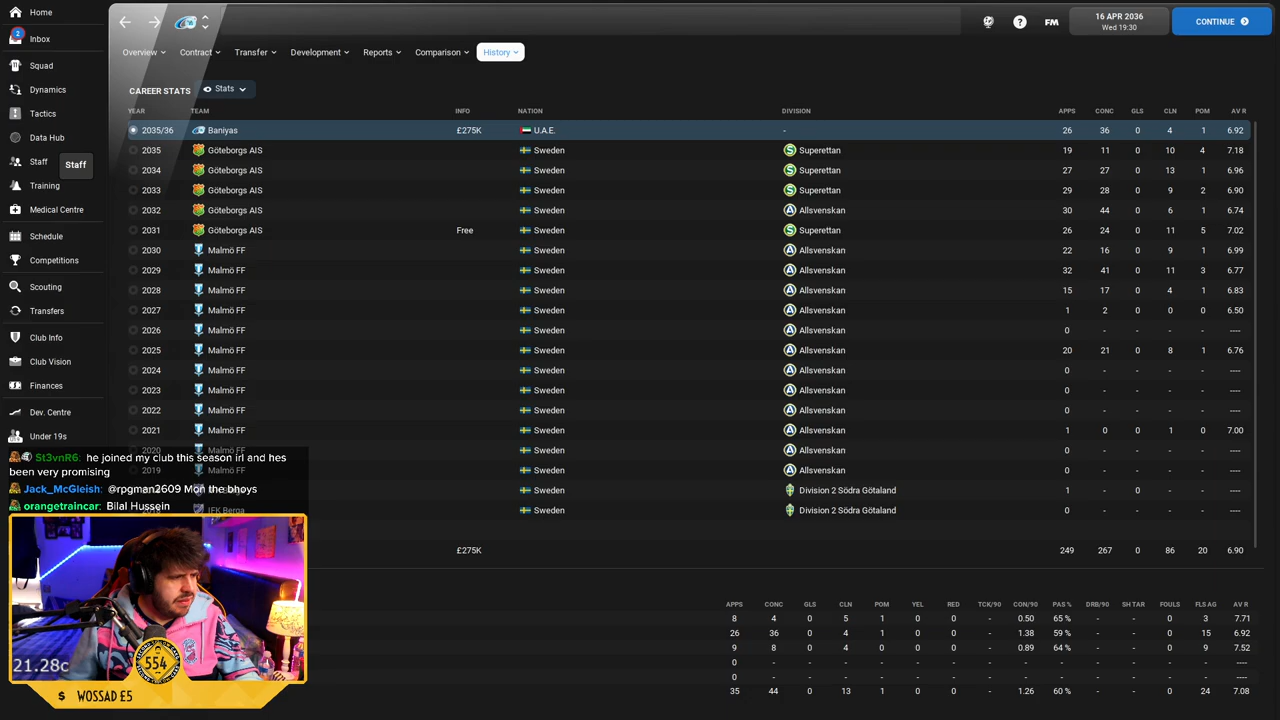 Home
2
Inbox
Squad
Dynamics
Tactics
Data Hub
Staff
Staff
Training
Medical Centre
Schedule
Competitions
Scouting
Transfers
Club Info
Club Vision
Finances
Dev. Centre
U19s
Under 19s
?
FM
16 APR 2036
Wed 19:30
CONTINUE
Overview
Contract
Transfer
Development
Reports
Comparison
History
CAREER STATS
Stats
YEAR TEAM INFO NATION DIVISION APPS CONC GLS CLN POM AV R
2035/36 Baniyas £275K U.A.E. - 26 36 0 4 1 6.92
2035 Göteborgs AIS Sweden Superettan 19 11 0 10 4 7.18
2034 Göteborgs AIS Sweden Superettan 27 27 0 13 1 6.96
2033 Göteborgs AIS Sweden Superettan 29 28 0 9 2 6.90
2032 Göteborgs AIS Sweden Allsvenskan 30 44 0 6 1 6.74
2031 Göteborgs AIS Free Sweden Superettan 26 24 0 11 5 7.02
2030 Malmö FF Sweden Allsvenskan 22 16 0 9 1 6.99
2029 Malmö FF Sweden Allsvenskan 32 41 0 11 3 6.77
2028 Malmö FF Sweden Allsvenskan 15 17 0 4 1 6.83
2027 Malmö FF Sweden Allsvenskan 1 2 0 0 0 6.50
2026 Malmö FF Sweden Allsvenskan 0 - - - - ----
2025 Malmö FF Sweden Allsvenskan 20 21 0 8 1 6.76
2024 Malmö FF Sweden Allsvenskan 0 - - - - ----
2023 Malmö FF Sweden Allsvenskan 0 - - - - ----
2022 Malmö FF Sweden Allsvenskan 0 - - - - ----
2021 Malmö FF Sweden Allsvenskan 1 0 0 1 0 7.00
2020 Malmö FF Sweden Allsvenskan 0 - - - - ----
2019 Malmö FF Sweden Allsvenskan 0 - - - - ----
Sweden Division 2 Södra Götaland 1 - 0 - - ----
IFK Berga Sweden Division 2 Södra Götaland 0 - - - - ----
£275K 249 267 0 86 20 6.90
St3vnR6: he joined my club this season irl and hes
been very promising
Jack_McGleish: @rpgman2609 Mon the bhoys
orangetraincar: Bilal Hussein
APPS CONC GLS CLN POM YEL RED TCK/90 CON/90 PAS % DRB/90 SH TAR FOULS FLS AG AV R
8 4 0 5 1 0 0 - 0.50 65 % - - 0 3 7.71
26 36 0 4 1 0 0 - 1.38 59 % - - 0 15 6.92
9 8 0 4 0 0 0 - 0.89 64 % - - 0 9 7.52
0 - - - - - - - - - - - - - ----
0 - - - - - - - - - - - - - ----
35 44 0 13 1 0 0 - 1.26 60 % - - 0 24 7.08
21.28c
554
$ WOSSAD £5